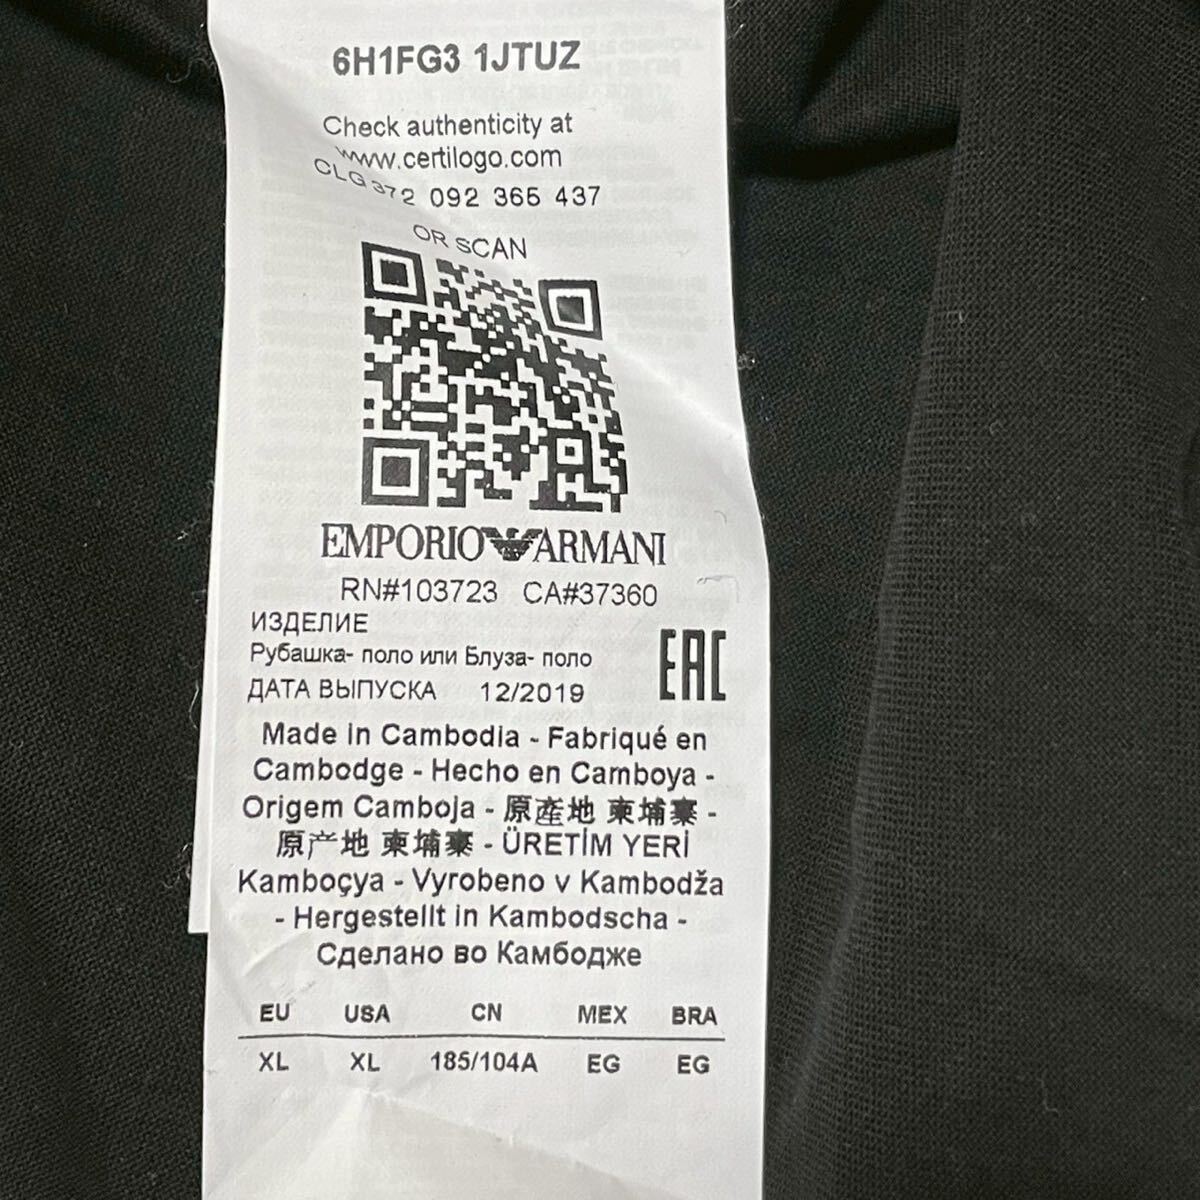 6H1FG3 1JTUZ
Check authenticity at
www.certilogo.com
CLG 372 092 365 437
OR SCAN
EMPORIO ARMANI
RN#103723 CA#37360
ИЗДЕЛИЕ
Рубашка- поло или Блуза- поло
ДАТА ВЫПУСКА 12/2019
EAC
Made in Cambodia - Fabriqué en
Cambodge - Hecho en Camboya -
Origem Camboja - 原產地 柬埔寨 -
原产地 柬埔寨 - ÜRETİM YERİ
Kamboçya - Vyrobeno v Kambodža
- Hergestellt in Kambodscha -
Сделано во Камбодже
EU USA CN MEX BRA
XL XL 185/104A EG EG